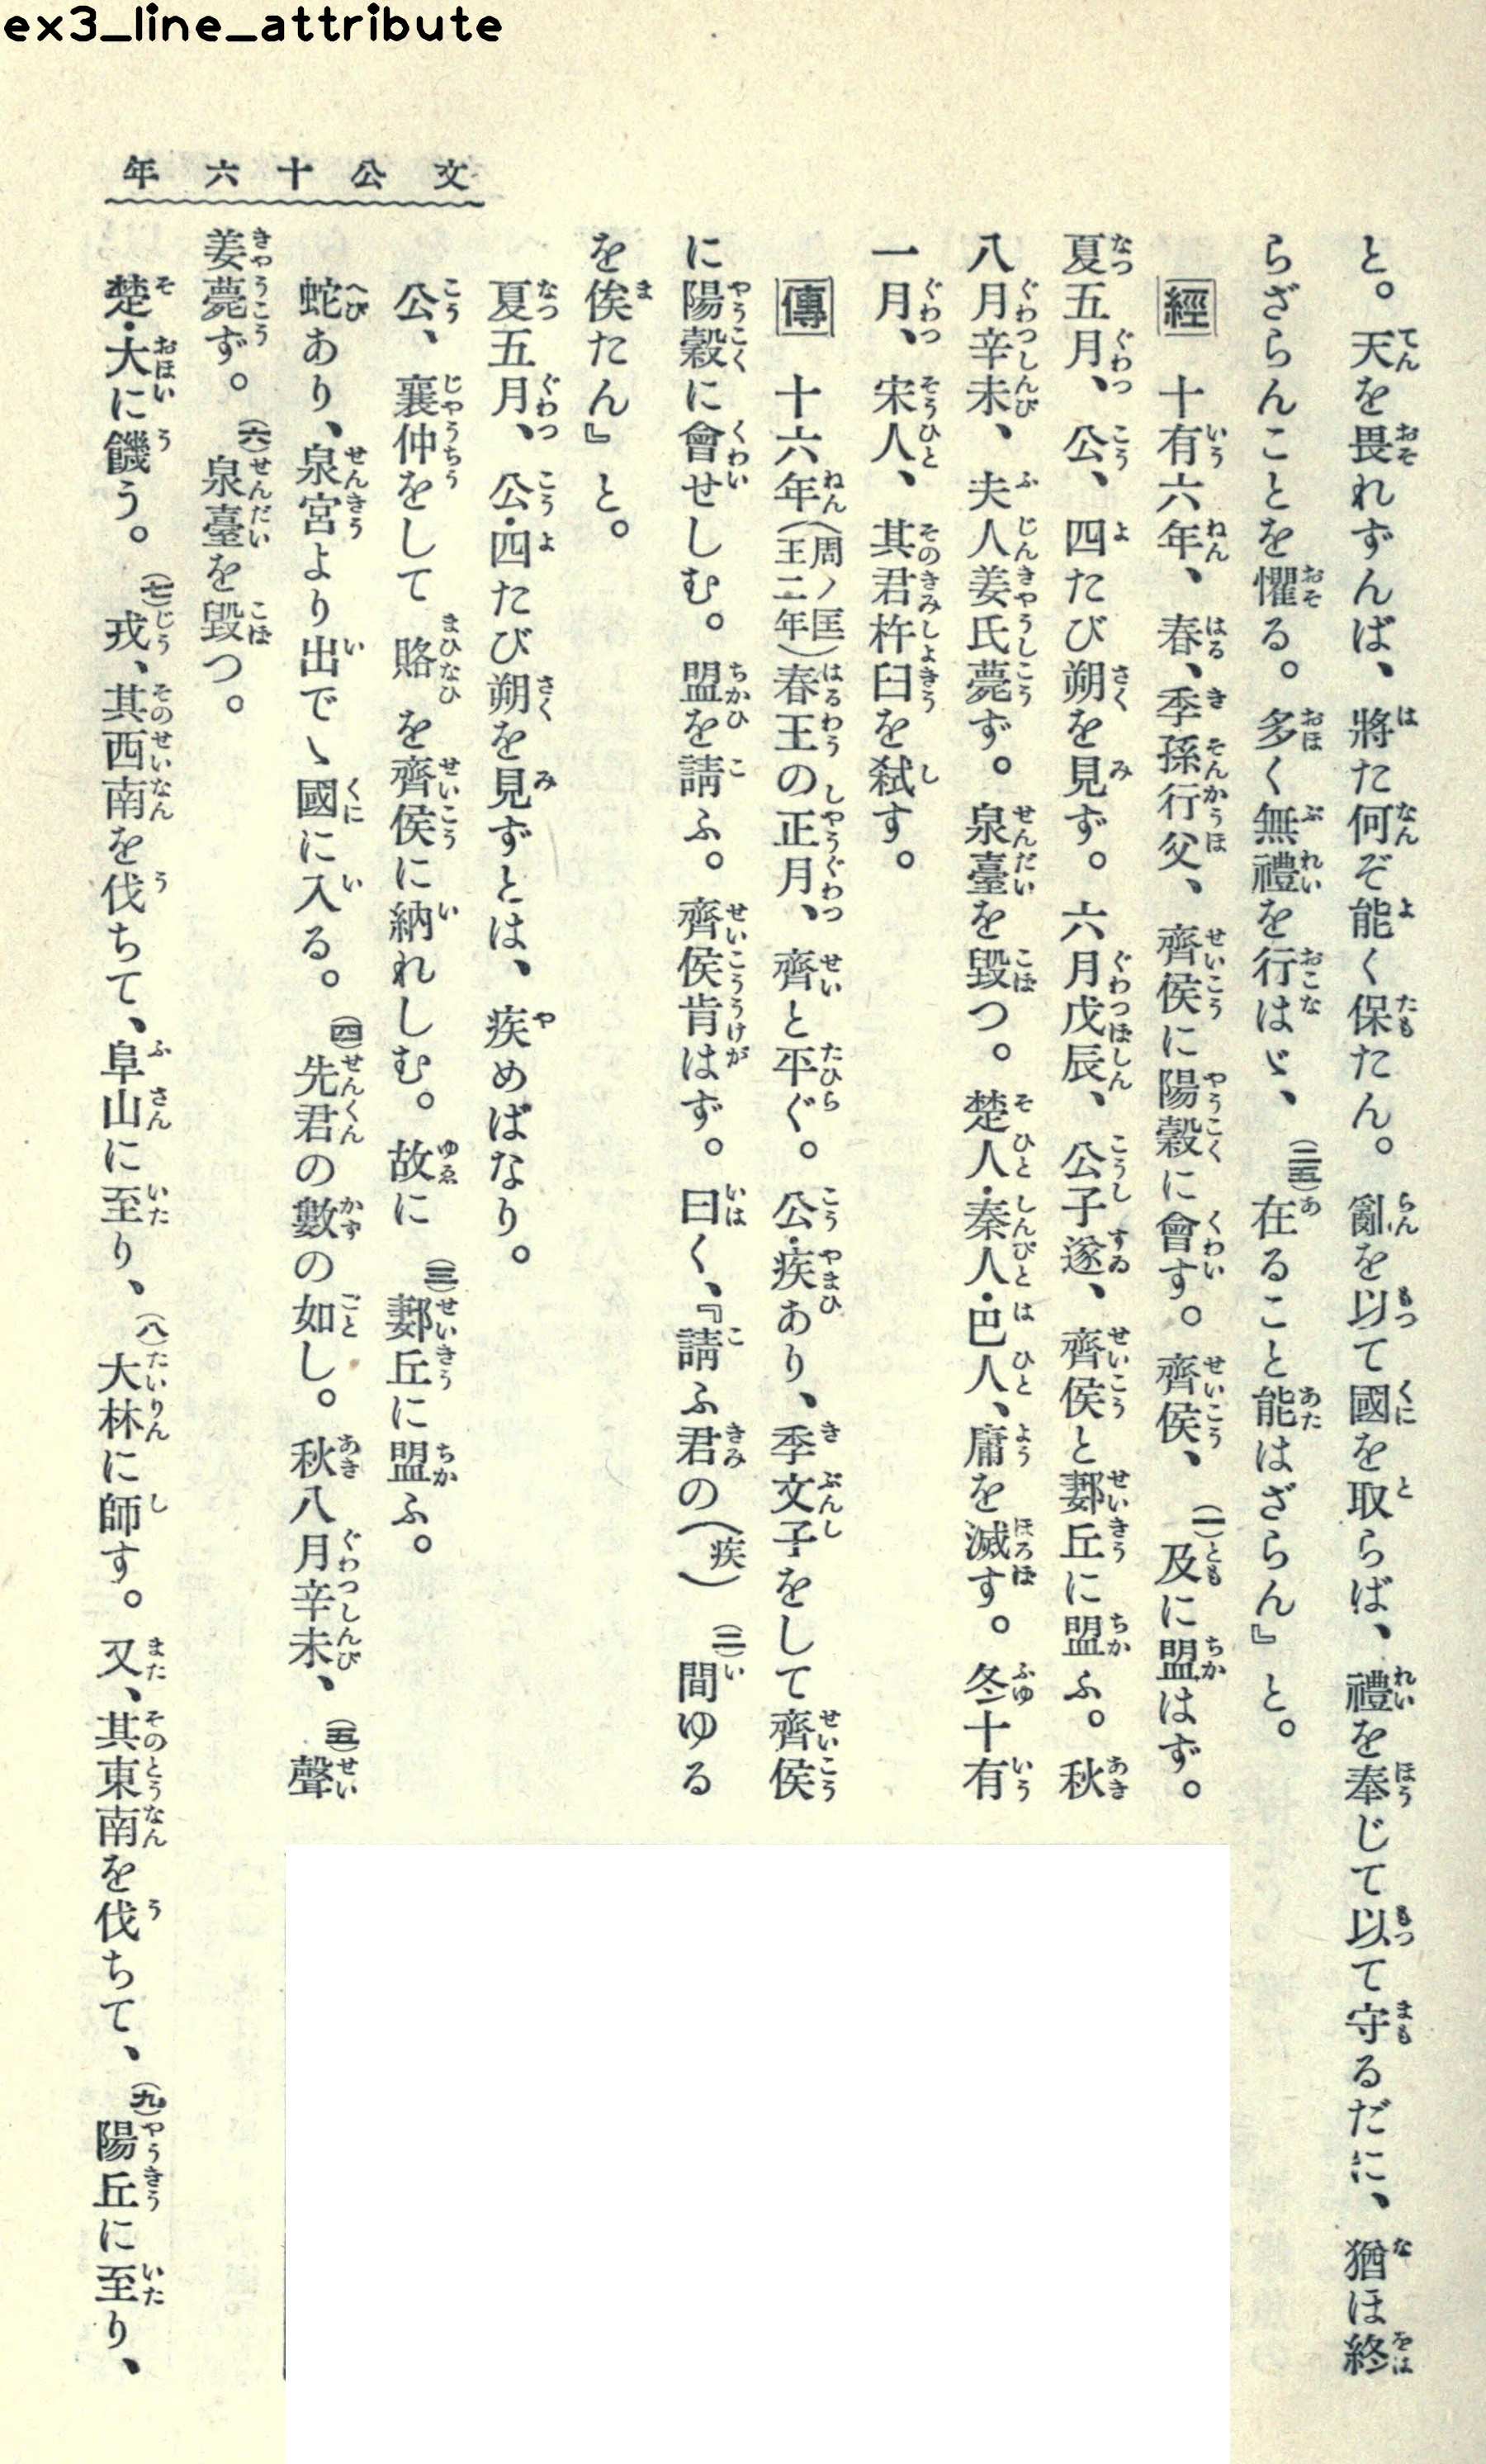 ex3_line_attribute
文公十六年
と。天を畏れずんば、將た何ぞ能く保たん。亂を以て國を取らば、禮を奉じて以て守るだに、猶ほ終
らざらんことを懼る。多く無禮を行はゞ、(二五)在ること能はざらん』と。
經　十有六年、春、季孫行父、齊侯に陽穀に會す。齊侯、(一)及に盟はず。
夏五月、公、四たび朔を見ず。六月戊辰、公子遂、齊侯と郪丘に盟ふ。秋
八月辛未、夫人姜氏薨ず。泉臺を毀つ。楚人・秦人・巴人、庸を滅す。冬十有
一月、宋人、其君杵臼を弑す。
傳　十六年(周ノ匡王二年)春王の正月、齊と平ぐ。公・疾あり、季文子をして齊侯
に陽穀に會せしむ。盟を請ふ。齊侯肯はず。曰く、『請ふ君の(疾)(二)間ゆる
を俟たん』と。
夏五月、公・四たび朔を見ずとは、疾めばなり。
公、襄仲をして賂を齊侯に納れしむ。故に(三)郪丘に盟ふ。
蛇あり、泉宮より出でゝ國に入る。(四)先君の數の如し。秋八月辛未、(五)聲
姜薨ず。(六)泉臺を毀つ。
楚・大に饑う。(七)戎、其西南を伐ちて、阜山に至り、(八)大林に師す。又、其東南を伐ちて、(九)陽丘に至り、